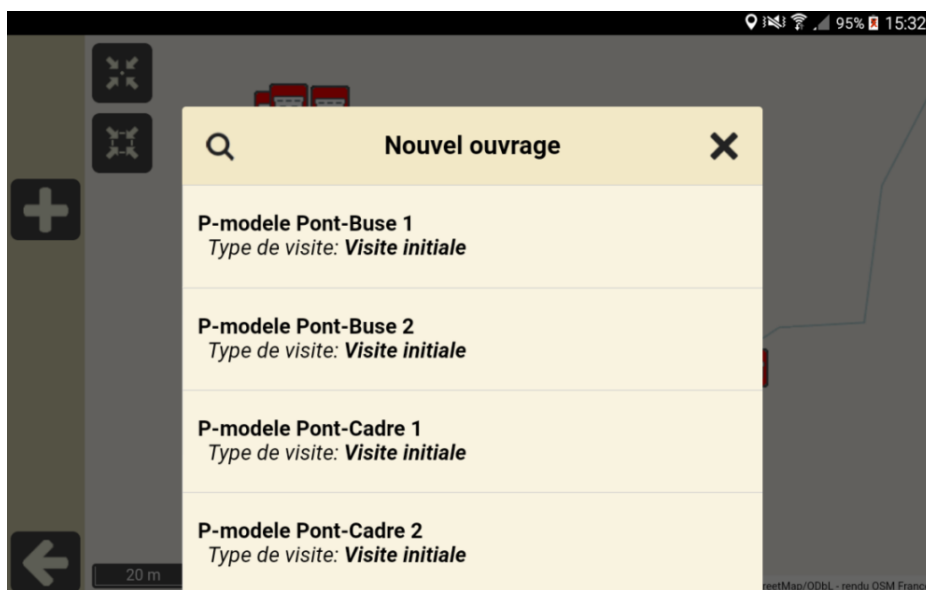 95% 15:32
Nouvel ouvrage
P-modele Pont-Buse 1
Type de visite: Visite initiale
P-modele Pont-Buse 2
Type de visite: Visite initiale
P-modele Pont-Cadre 1
Type de visite: Visite initiale
P-modele Pont-Cadre 2
Type de visite: Visite initiale
20 m
reetMap/ODbL - rendu OSM France